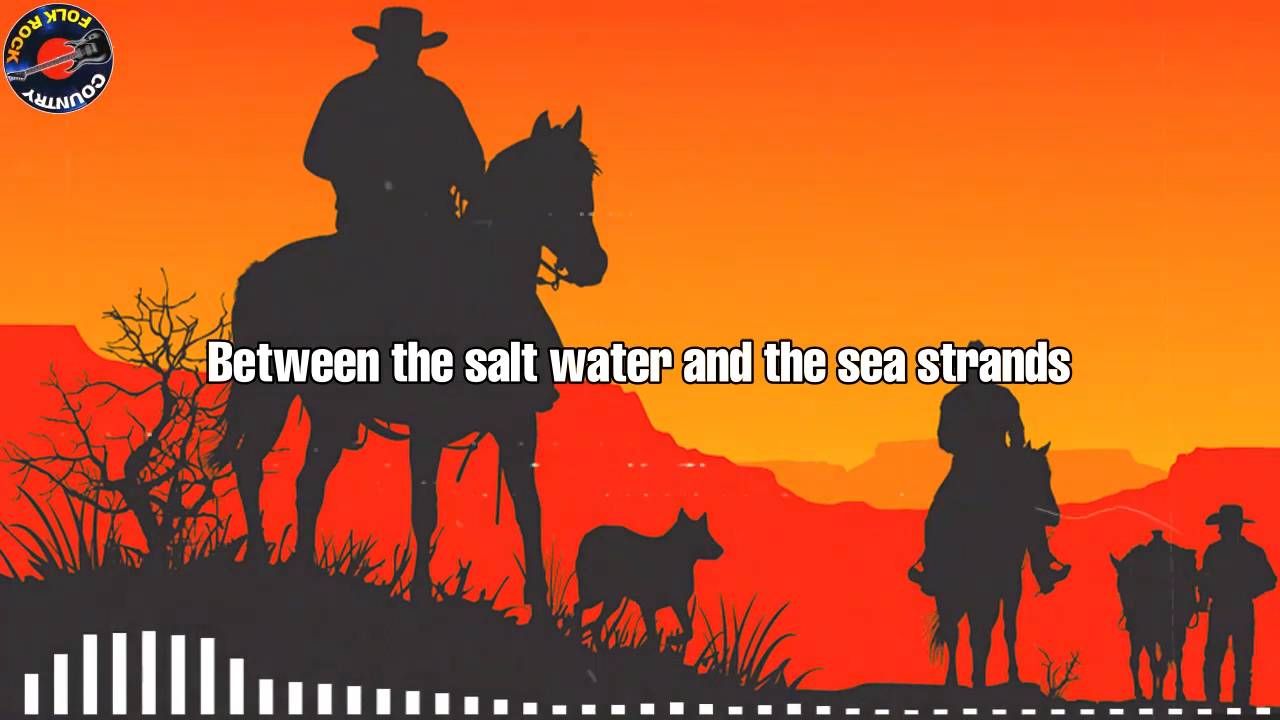 FOLK ROCK
COUNTRY
Between the salt water and the sea strands